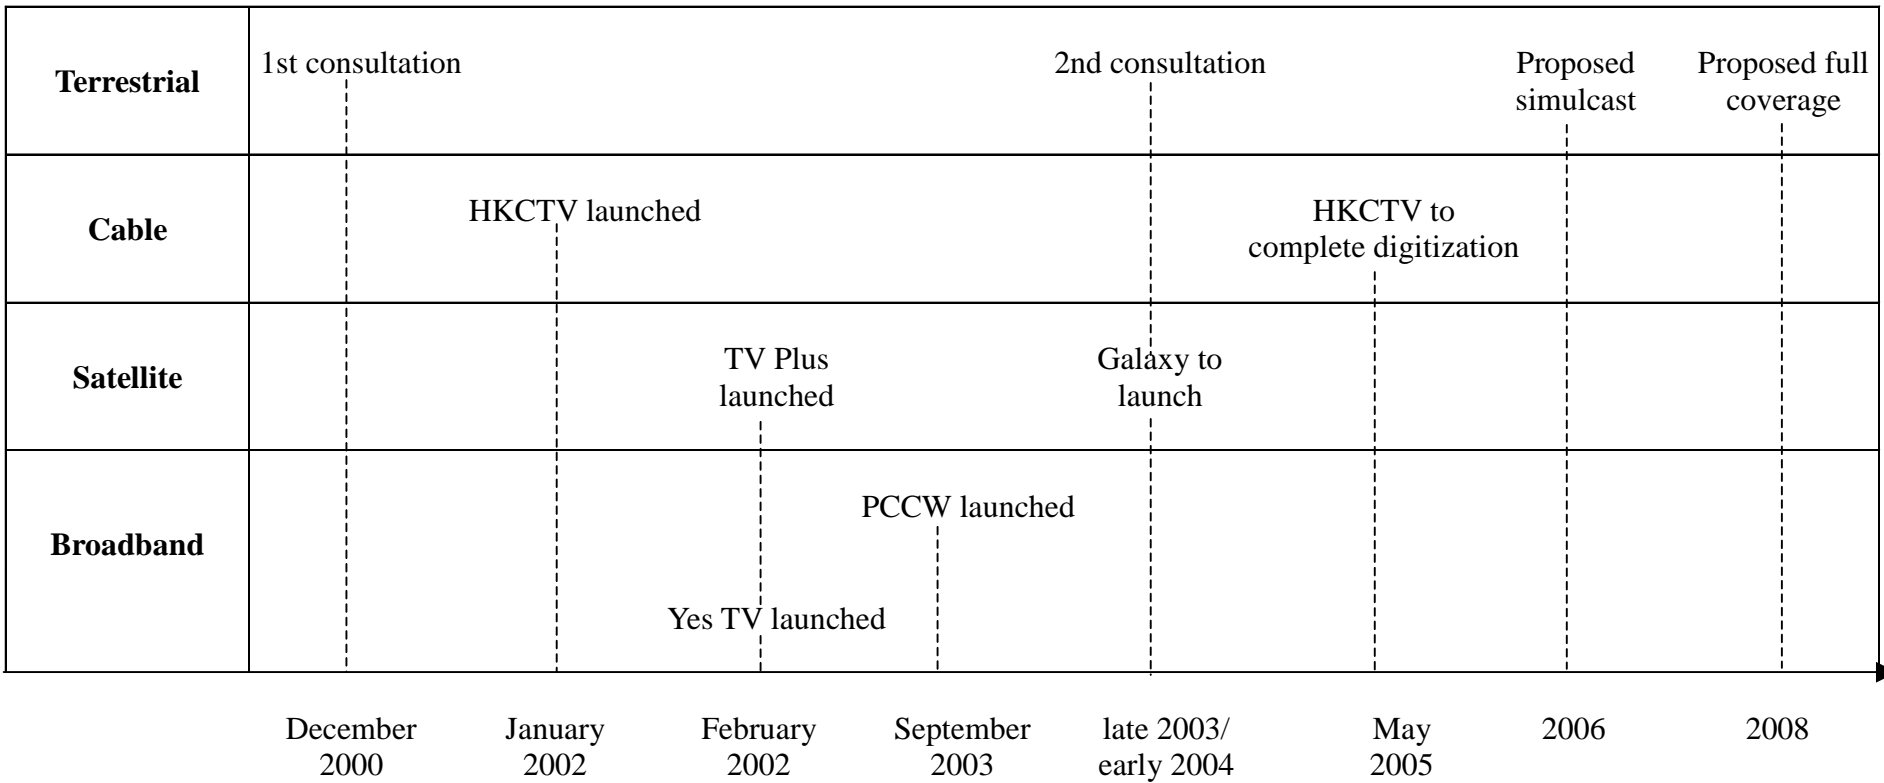 Terrestrial
1st consultation
2nd consultation
Proposed
simulcast
Proposed full
coverage
Cable
HKCTV launched
HKCTV to
complete digitization
Satellite
TV Plus
launched
Galaxy to
launch
Broadband
PCCW launched
Yes TV launched
December
2000
January
2002
February
2002
September
2003
late 2003/
early 2004
May
2005
2006
2008